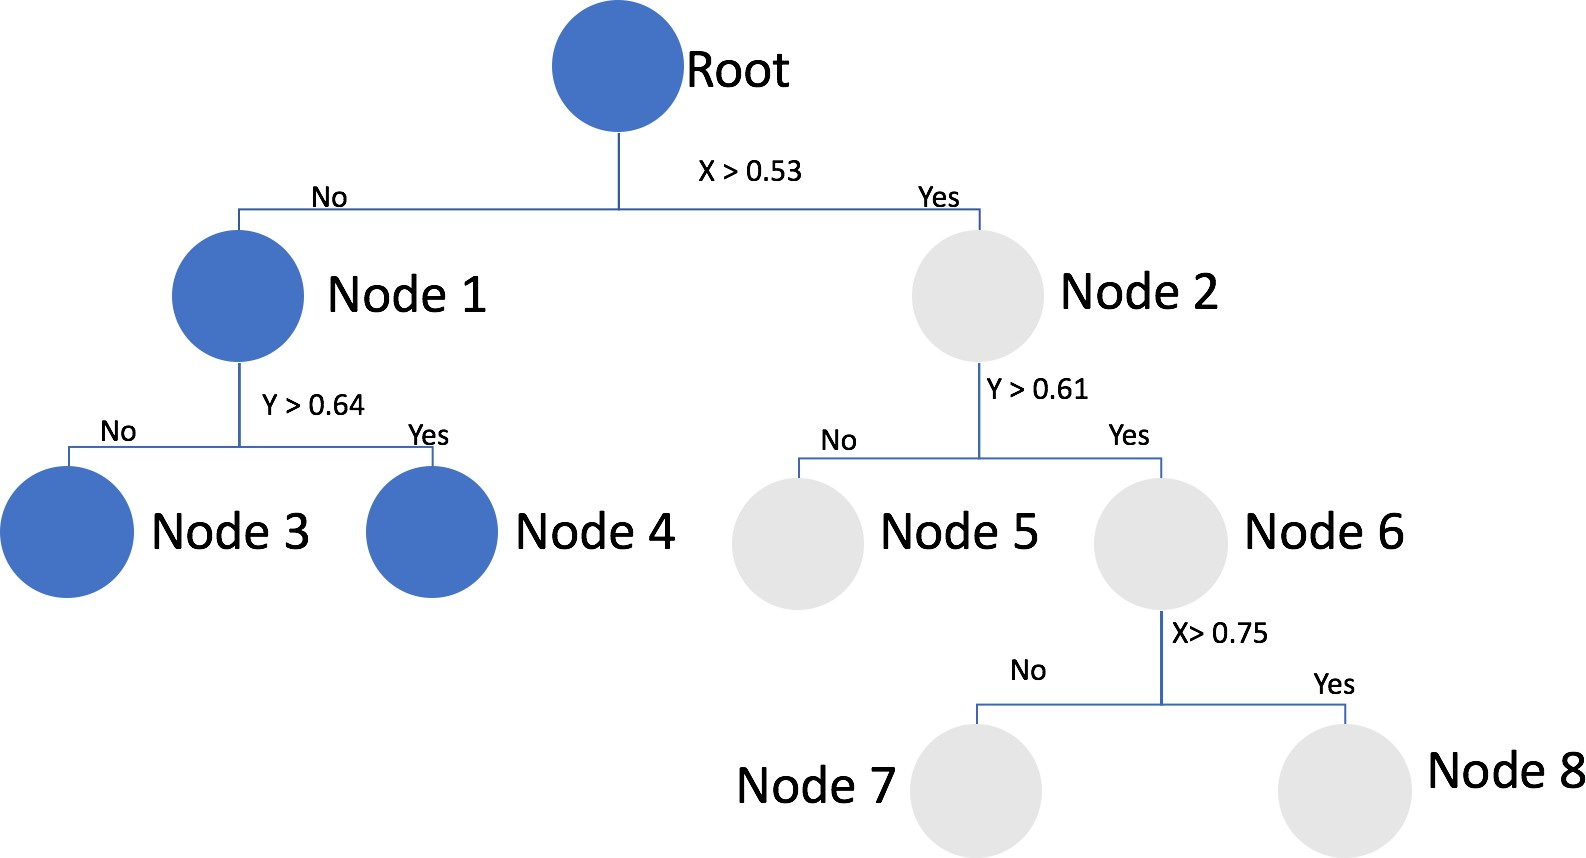 Root
X > 0.53
No
Yes
Node 1
Node 2
Y > 0.64
Y > 0.61
No
Yes
No
Yes
Node 3
Node 4
Node 5
Node 6
X> 0.75
No
Yes
Node 7
Node 8